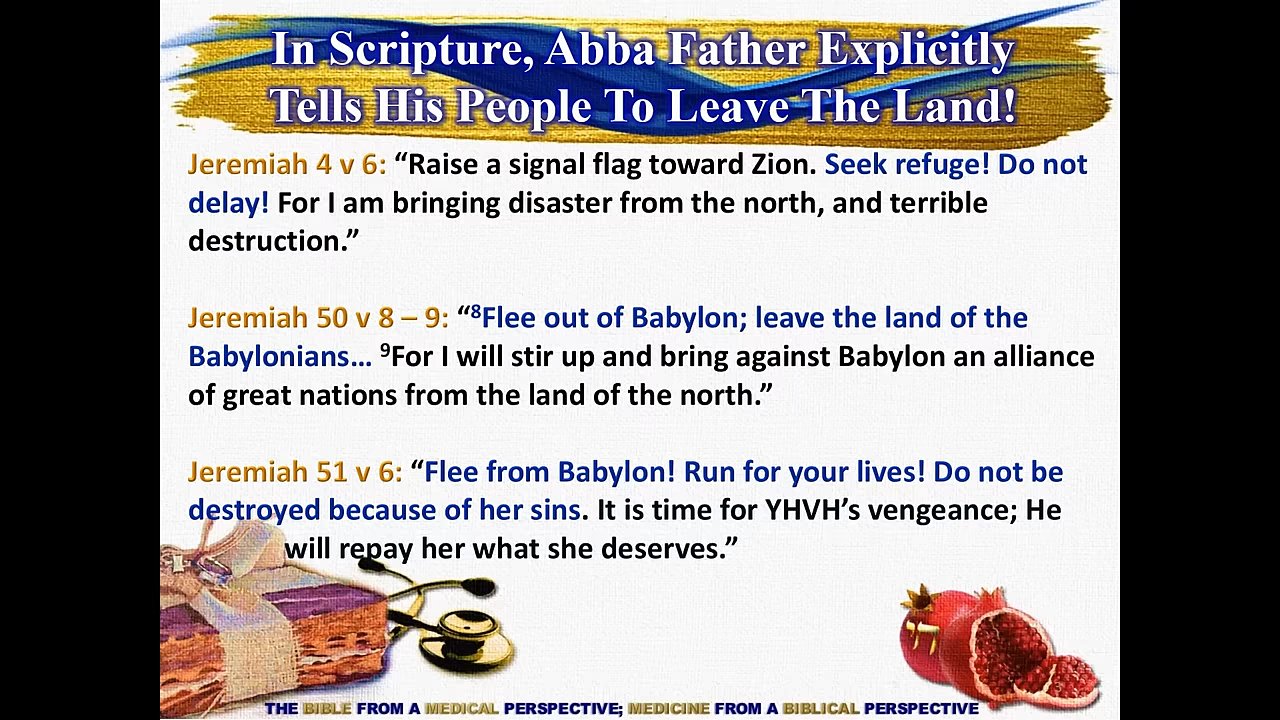 In Scripture, Abba Father Explicitly
Tells His People To Leave The Land!
Jeremiah 4 v 6: “Raise a signal flag toward Zion. Seek refuge! Do not
delay! For I am bringing disaster from the north, and terrible
destruction.”
Jeremiah 50 v 8 – 9: “⁸Flee out of Babylon; leave the land of the
Babylonians… ⁹For I will stir up and bring against Babylon an alliance
of great nations from the land of the north.”
Jeremiah 51 v 6: “Flee from Babylon! Run for your lives! Do not be
destroyed because of her sins. It is time for YHVH’s vengeance; He
will repay her what she deserves.”
THE BIBLE FROM A MEDICAL PERSPECTIVE; MEDICINE FROM A BIBLICAL PERSPECTIVE